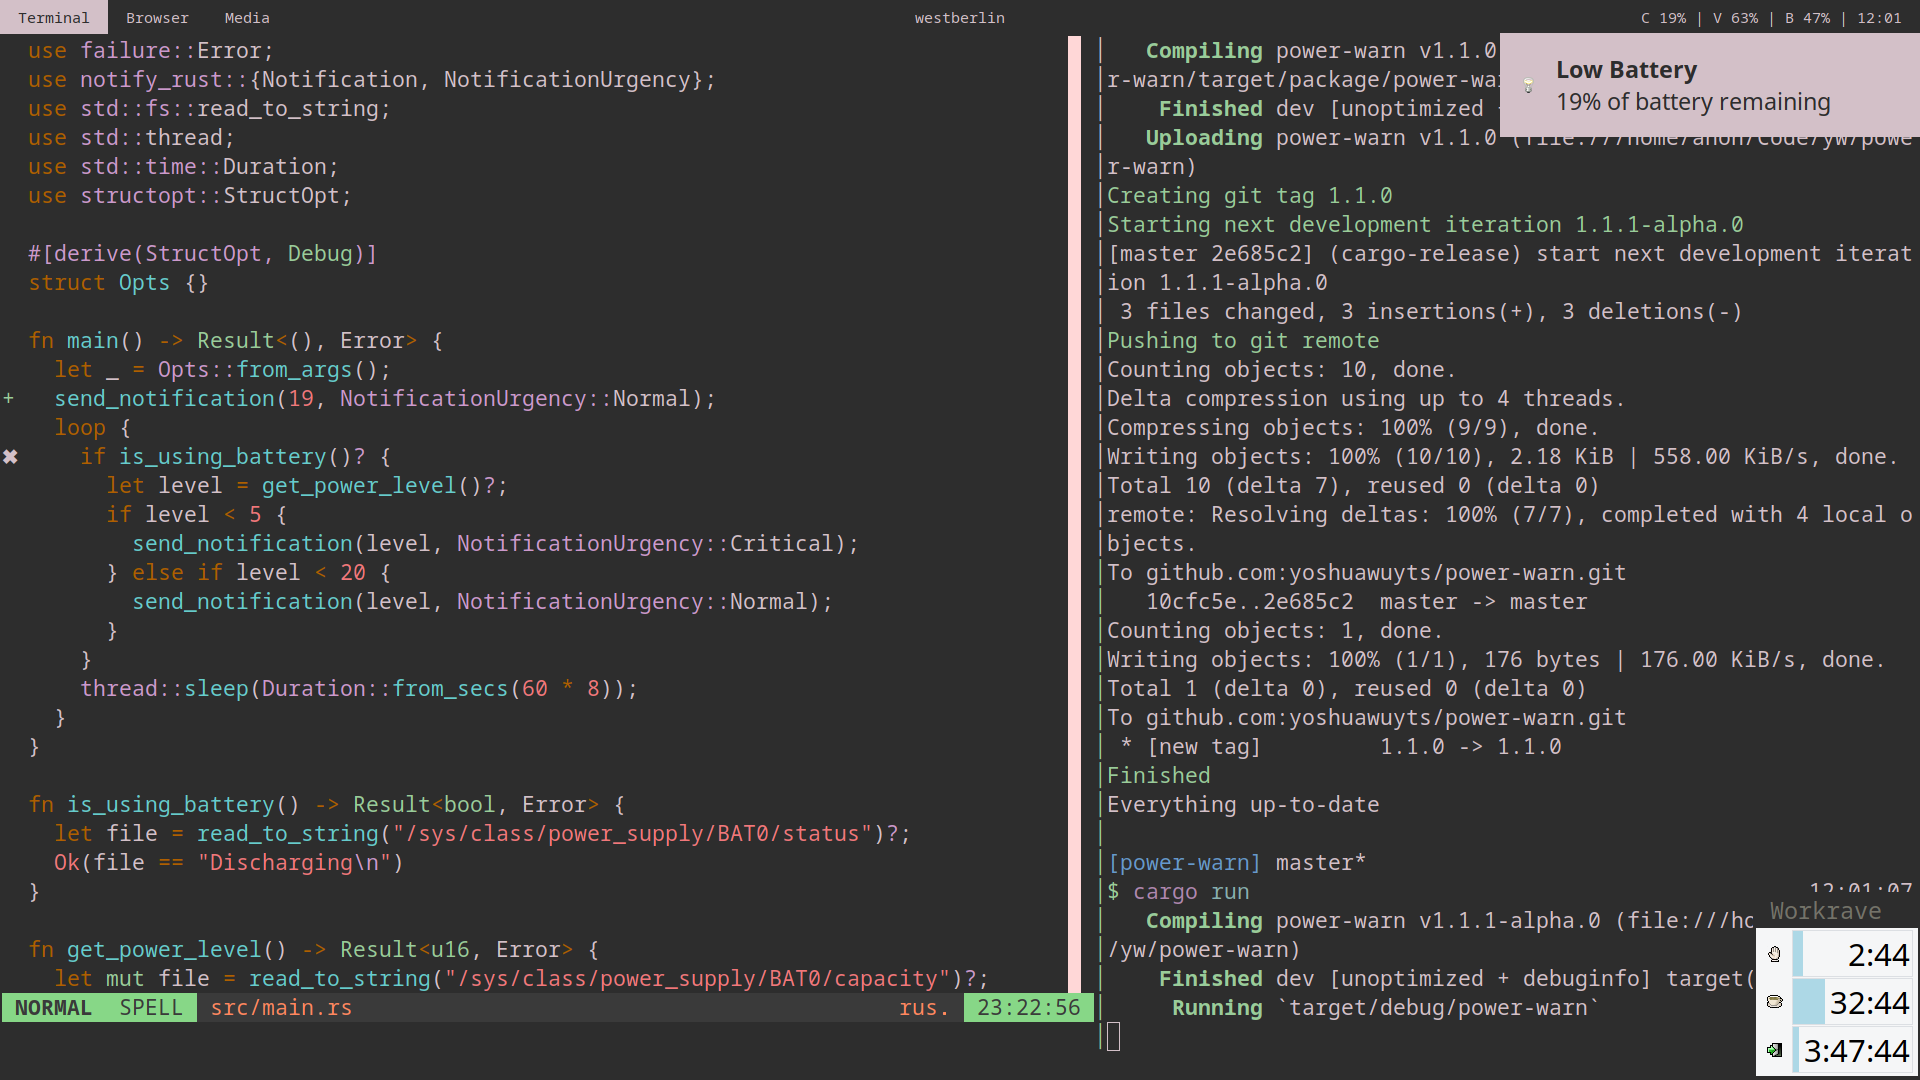 Terminal Browser Media westberlin C 19% | V 63% | B 47% | 12:01
use failure::Error;
use notify_rust::{Notification, NotificationUrgency};
use std::fs::read_to_string;
use std::thread;
use std::time::Duration;
use structopt::StructOpt;
#[derive(StructOpt, Debug)]
struct Opts {}
fn main() -> Result<(), Error> {
let _ = Opts::from_args();
+ send_notification(19, NotificationUrgency::Normal);
loop {
✖ if is_using_battery()? {
let level = get_power_level()?;
if level < 5 {
send_notification(level, NotificationUrgency::Critical);
} else if level < 20 {
send_notification(level, NotificationUrgency::Normal);
}
}
thread::sleep(Duration::from_secs(60 * 8));
}
}
fn is_using_battery() -> Result<bool, Error> {
let file = read_to_string("/sys/class/power_supply/BAT0/status")?;
Ok(file == "Discharging\n")
}
fn get_power_level() -> Result<u16, Error> {
let mut file = read_to_string("/sys/class/power_supply/BAT0/capacity")?;
NORMAL SPELL src/main.rs rus. 23:22:56
Compiling power-warn v1.1.0
r-warn/target/package/power-wa
Finished dev [unoptimized
Uploading power-warn v1.1.0 (file:///home/anon/Code/yw/powe
r-warn)
Creating git tag 1.1.0
Starting next development iteration 1.1.1-alpha.0
[master 2e685c2] (cargo-release) start next development iterat
ion 1.1.1-alpha.0
3 files changed, 3 insertions(+), 3 deletions(-)
Pushing to git remote
Counting objects: 10, done.
Delta compression using up to 4 threads.
Compressing objects: 100% (9/9), done.
Writing objects: 100% (10/10), 2.18 KiB | 558.00 KiB/s, done.
Total 10 (delta 7), reused 0 (delta 0)
remote: Resolving deltas: 100% (7/7), completed with 4 local o
bjects.
To github.com:yoshuawuyts/power-warn.git
10cfc5e..2e685c2 master -> master
Counting objects: 1, done.
Writing objects: 100% (1/1), 176 bytes | 176.00 KiB/s, done.
Total 1 (delta 0), reused 0 (delta 0)
To github.com:yoshuawuyts/power-warn.git
* [new tag] 1.1.0 -> 1.1.0
Finished
Everything up-to-date
[power-warn] master*
$ cargo run 12:01:07
Compiling power-warn v1.1.1-alpha.0 (file:///ho
/yw/power-warn)
Finished dev [unoptimized + debuginfo] target(
Running `target/debug/power-warn`
Low Battery
19% of battery remaining
Workrave
2:44
32:44
3:47:44